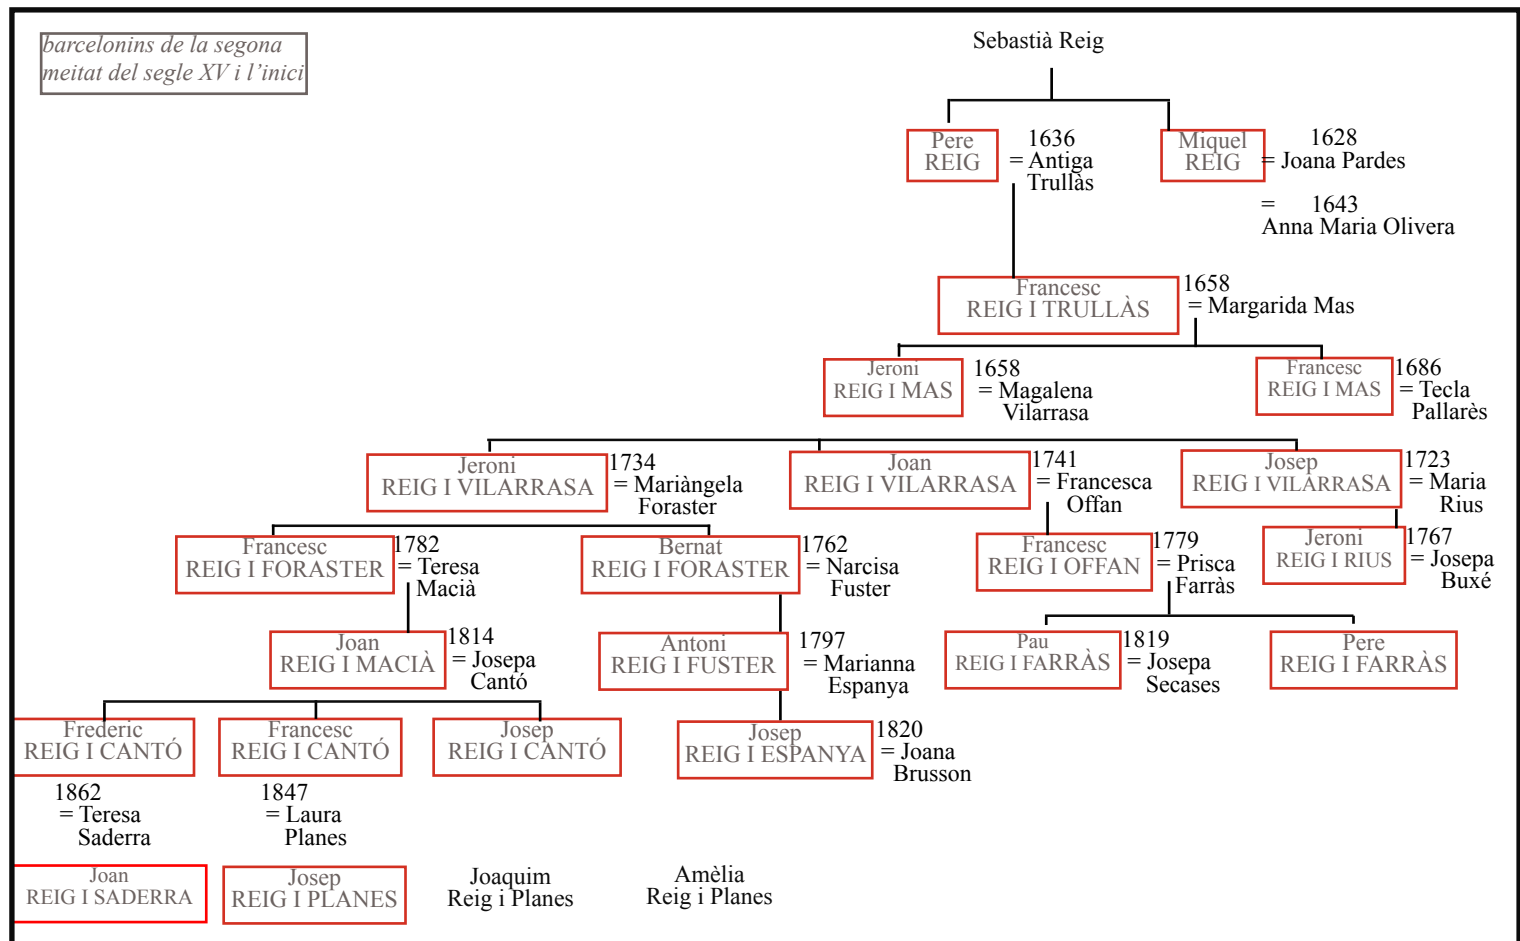 barcelonins de la segona
meitat del segle XV i l’inici
Sebastià Reig
Pere
REIG
1636
= Antiga
Trullàs
Miquel
REIG
1628
= Joana Pardes
= 1643
Anna Maria Olivera
Francesc
REIG I TRULLÀS
1658
= Margarida Mas
Jeroni
REIG I MAS
1658
= Magalena
Vilarrasa
Francesc
REIG I MAS
1686
= Tecla
Pallarès
Jeroni
REIG I VILARRASA
1734
= Mariàngela
Foraster
Joan
REIG I VILARRASA
1741
= Francesca
Offan
Josep
REIG I VILARRASA
1723
= Maria
Rius
Francesc
REIG I FORASTER
1782
= Teresa
Macià
Bernat
REIG I FORASTER
1762
= Narcisa
Fuster
Francesc
REIG I OFFAN
1779
= Prisca
Farràs
Jeroni
REIG I RIUS
1767
= Josepa
Buxé
Joan
REIG I MACIÀ
1814
= Josepa
Cantó
Antoni
REIG I FUSTER
1797
= Marianna
Espanya
Pau
REIG I FARRÀS
1819
= Josepa
Secases
Pere
REIG I FARRÀS
Frederic
REIG I CANTÓ
Francesc
REIG I CANTÓ
Josep
REIG I CANTÓ
Josep
REIG I ESPANYA
1820
= Joana
Brusson
1862
= Teresa
Saderra
1847
= Laura
Planes
Joan
REIG I SADERRA
Josep
REIG I PLANES
Joaquim
Reig i Planes
Amèlia
Reig i Planes